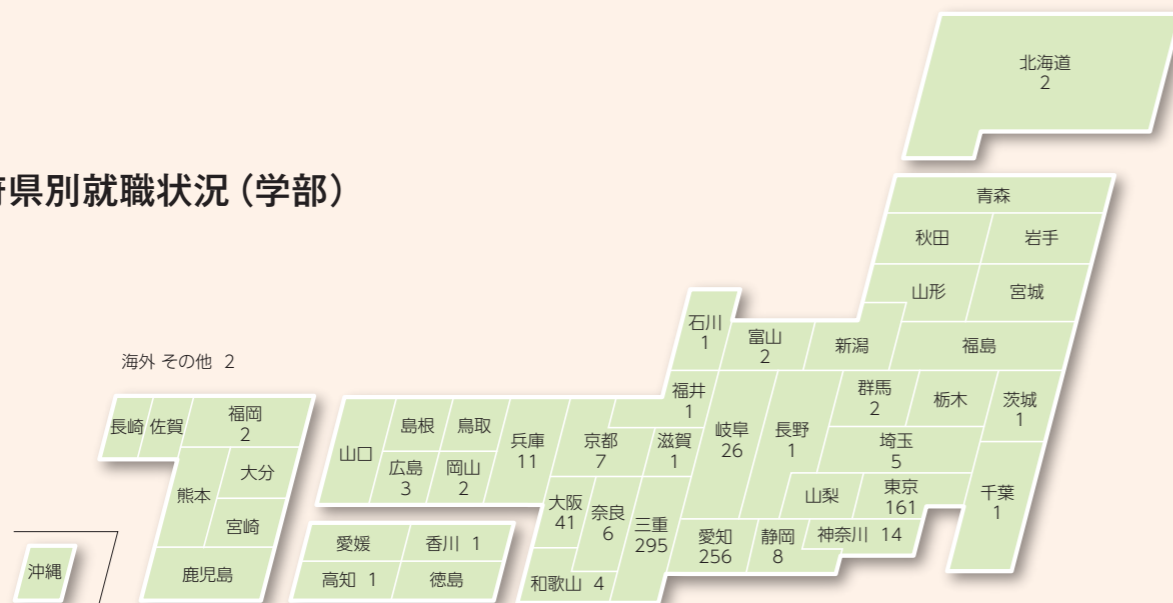 北海道
2
府県別就職状況（学部）
青森
秋田
岩手
山形
宮城
石川
1
富山
2
新潟
福島
海外 その他 2
長崎
佐賀
福岡
2
熊本
大分
宮崎
鹿児島
沖縄
山口
島根
鳥取
広島
3
岡山
2
兵庫
11
京都
7
福井
1
滋賀
1
岐阜
26
長野
1
群馬
2
栃木
茨城
1
埼玉
5
山梨
東京
161
千葉
1
大阪
41
奈良
6
三重
295
愛知
256
静岡
8
神奈川 14
和歌山 4
愛媛
香川 1
高知 1
徳島